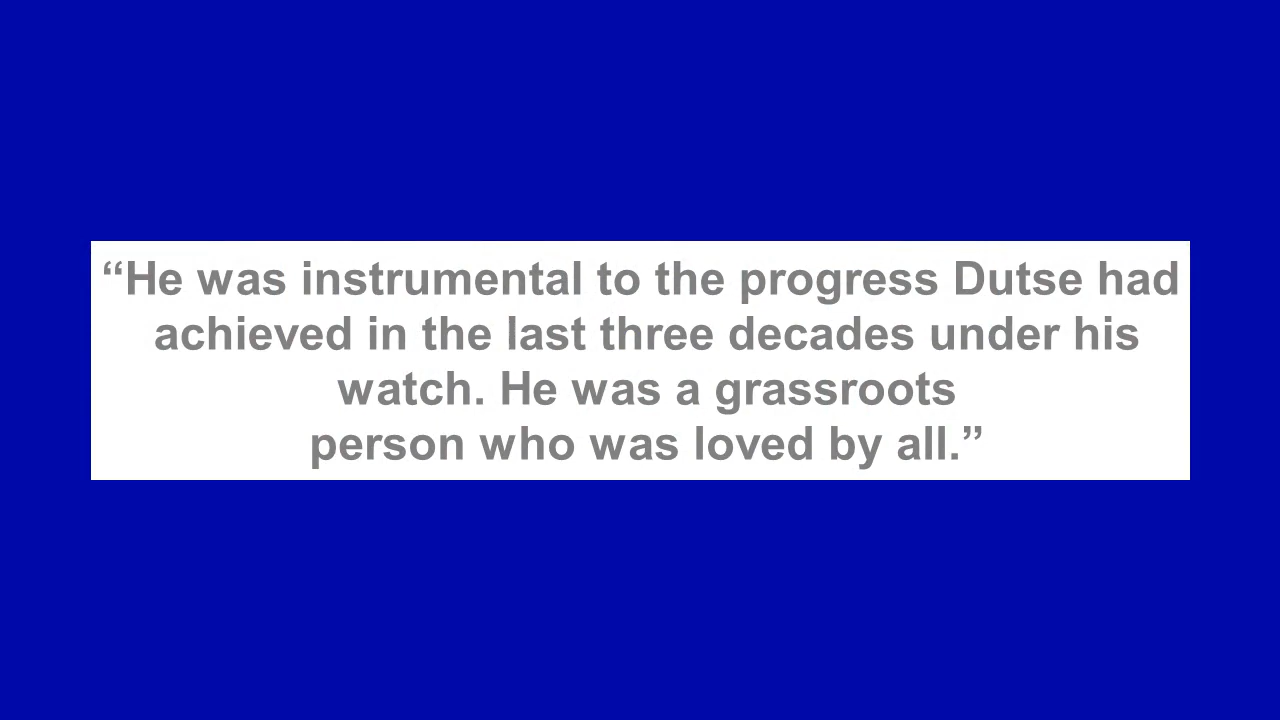 “He was instrumental to the progress Dutse had
achieved in the last three decades under his
watch. He was a grassroots
person who was loved by all.”